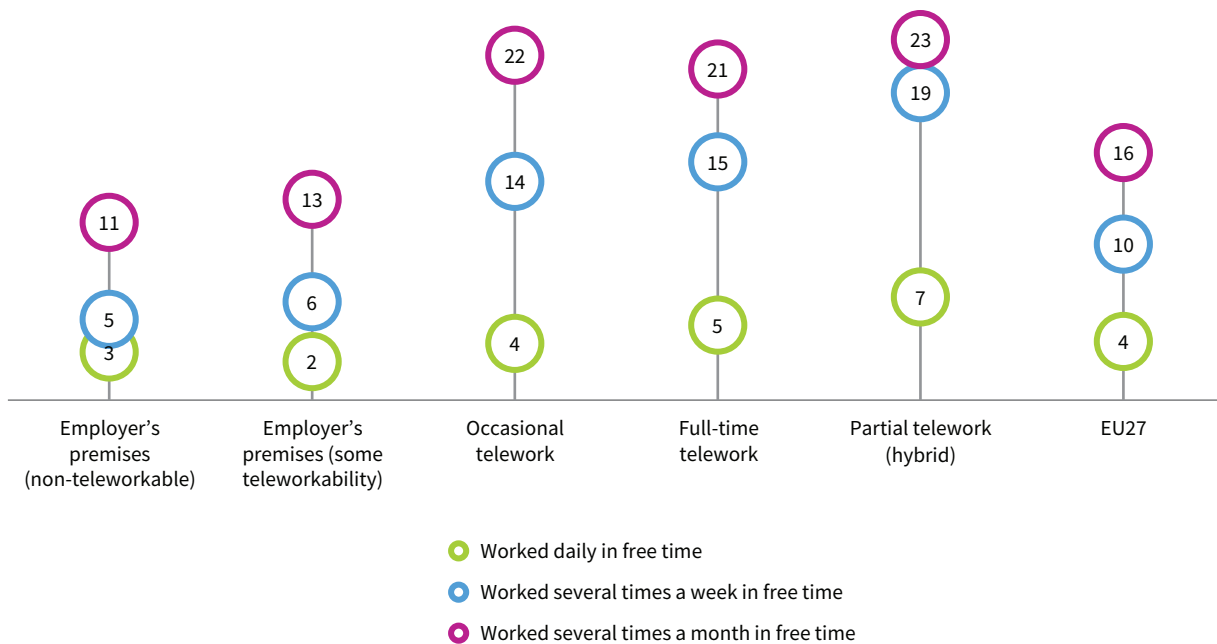 23
22
21
19
16
15
14
13
11
10
7
6
5
5
4
4
3
2
Employer’s
premises
(non-teleworkable)
Employer’s
premises (some
teleworkability)
Occasional
telework
Full-time
telework
Partial telework
(hybrid)
EU27
Worked daily in free time
Worked several times a week in free time
Worked several times a month in free time